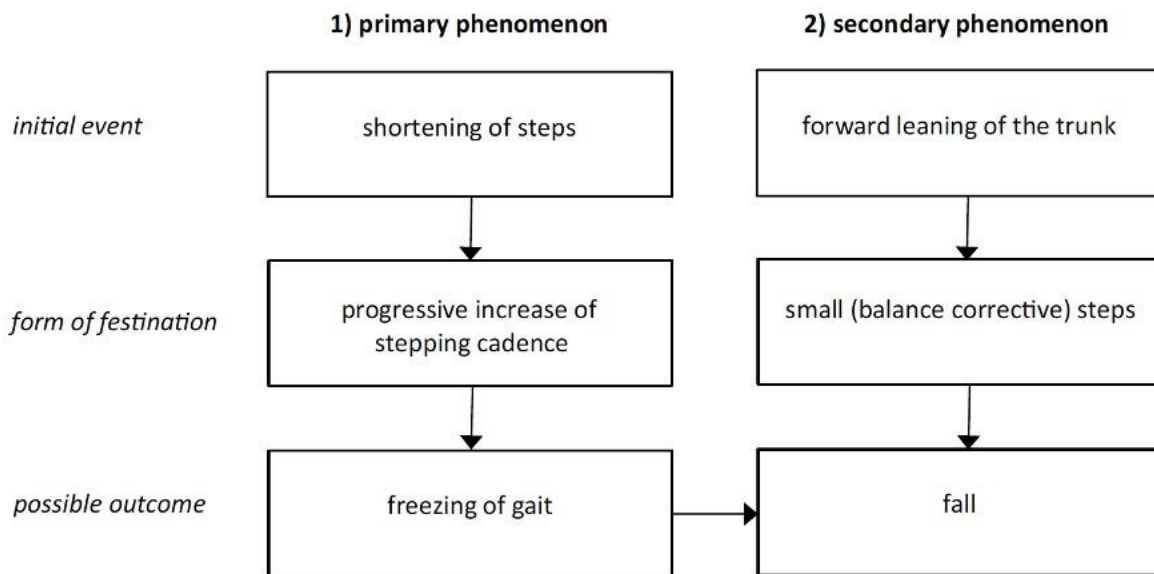 1) primary phenomenon
2) secondary phenomenon
initial event
shortening of steps
forward leaning of the trunk
form of festination
progressive increase of
stepping cadence
small (balance corrective) steps
possible outcome
freezing of gait
fall